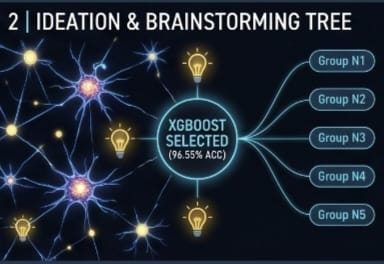 2 | IDEATION & BRAINSTORMING TREE
XGBOOST
SELECTED
(96.55% ACC)
Group N1
Group N2
Group N3
Group N4
Group N5